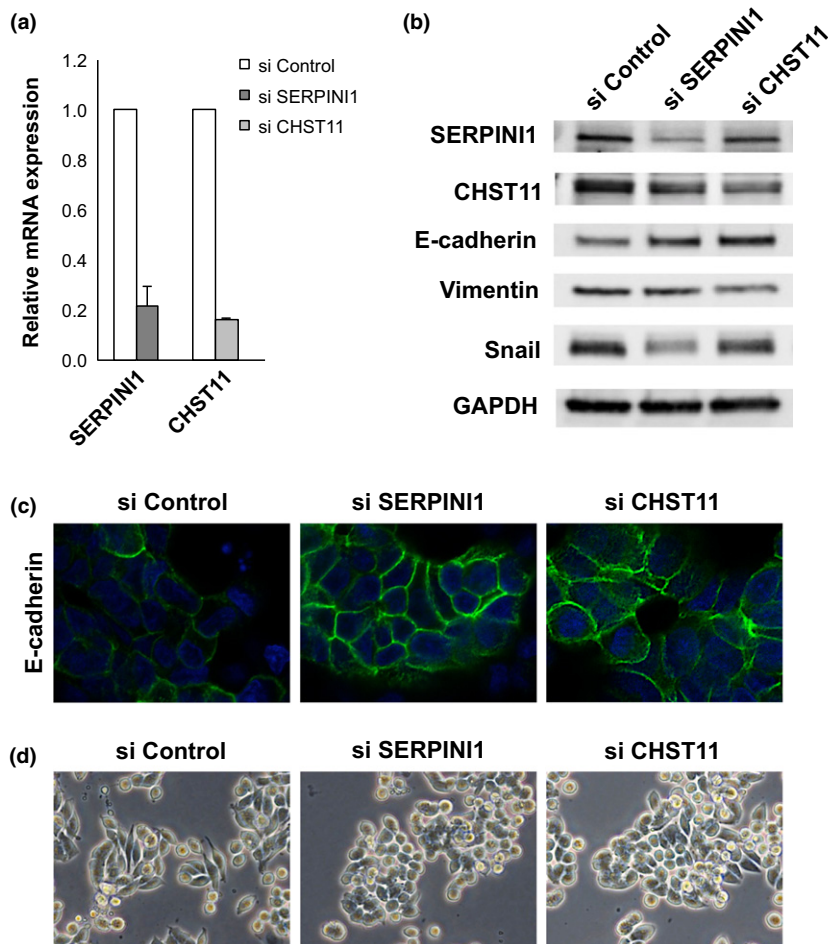 (a)
1.2
1.0
0.8
0.6
0.4
0.2
0.0
Relative mRNA expression
SERPINI1
CHST11
si Control
si SERPINI1
si CHST11
(b)
si Control
si SERPINI1
si CHST11
SERPINI1
CHST11
E-cadherin
Vimentin
Snail
GAPDH
(c)
si Control
si SERPINI1
si CHST11
E-cadherin
(d)
si Control
si SERPINI1
si CHST11